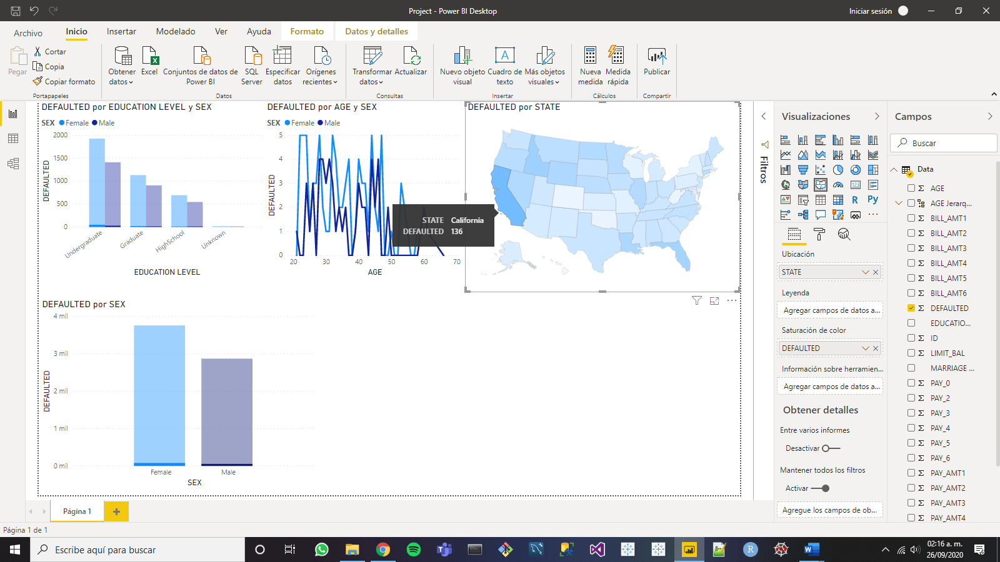 Project - Power BI Desktop
Iniciar sesión
Archivo
Inicio
Insertar
Modelado
Ver
Ayuda
Formato
Datos y detalles
Pegar
Cortar
Copia
Copiar formato
Portapapeles
Obtener datos
Excel
Conjuntos de datos de Power BI
SQL Server
Especificar datos
Orígenes recientes
Datos
Transformar datos
Actualizar
Consultas
Nuevo objeto visual
Cuadro de texto
Más objetos visuales
Insertar
Nueva medida
Medida rápida
Cálculos
Publicar
Compartir
DEFAULTED por EDUCATION LEVEL y SEX
SEX Female Male
2000
1500
1000
500
0
DEFAULTED
Undergraduate
Graduate
HighSchool
Unknown
EDUCATION LEVEL
DEFAULTED por AGE y SEX
SEX Female Male
5
4
3
2
1
0
DEFAULTED
20 30 40 50 60 70
AGE
DEFAULTED por STATE
STATE California
DEFAULTED 136
DEFAULTED por SEX
4 mil
3 mil
2 mil
1 mil
0 mil
DEFAULTED
Female Male
SEX
Filtros
Visualizaciones
R
Py
Ubicación
STATE
Leyenda
Agregar campos de datos a...
Saturación de color
DEFAULTED
Información sobre herramien...
Agregar campos de datos a...
Obtener detalles
Entre varios informes
Desactivar
Mantener todos los filtros
Activar
Agregue los campos de ob...
Campos
Buscar
Data
AGE
AGE Jerarq...
BILL_AMT1
BILL_AMT2
BILL_AMT3
BILL_AMT4
BILL_AMT5
BILL_AMT6
DEFAULTED
EDUCATIO...
ID
LIMIT_BAL
MARRIAGE ...
PAY_0
PAY_2
PAY_3
PAY_4
PAY_5
PAY_6
PAY_AMT1
PAY_AMT2
PAY_AMT3
PAY_AMT4
Página 1
Página 1 de 1
Escribe aquí para buscar
02:16 a. m.
26/09/2020